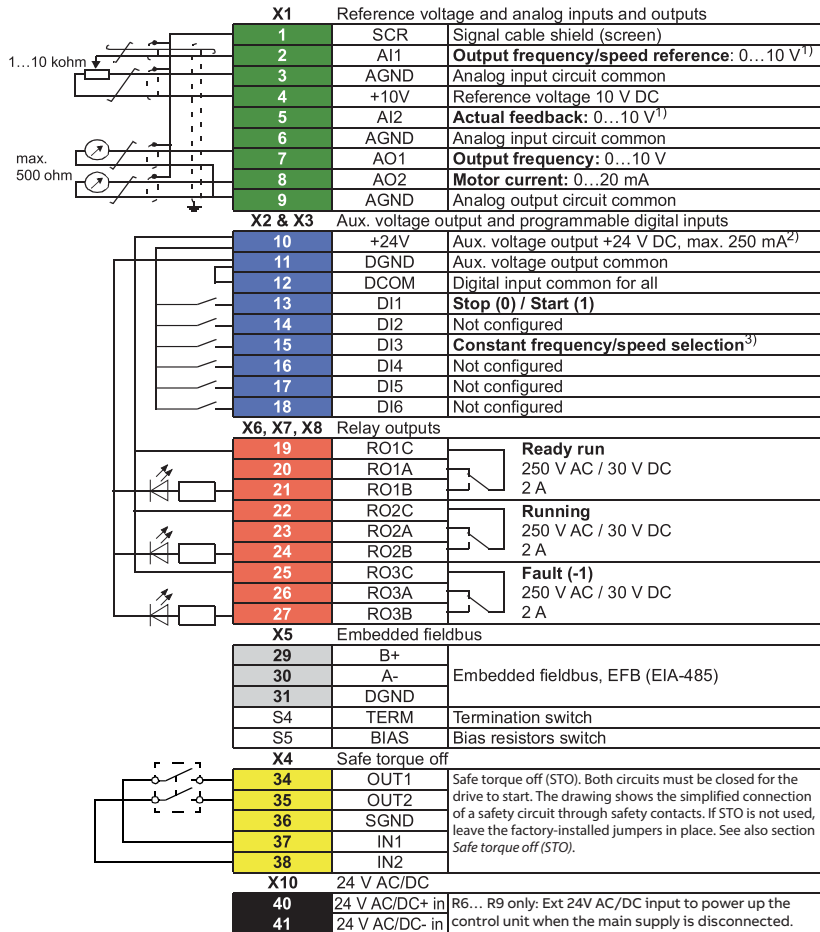 X1 Reference voltage and analog inputs and outputs
1 SCR Signal cable shield (screen)
2 AI1 Output frequency/speed reference: 0…10 V1)
1…10 kohm
3 AGND Analog input circuit common
4 +10V Reference voltage 10 V DC
5 AI2 Actual feedback: 0…10 V1)
6 AGND Analog input circuit common
max.
500 ohm
7 AO1 Output frequency: 0…10 V
8 AO2 Motor current: 0…20 mA
9 AGND Analog output circuit common
X2 & X3 Aux. voltage output and programmable digital inputs
10 +24V Aux. voltage output +24 V DC, max. 250 mA2)
11 DGND Aux. voltage output common
12 DCOM Digital input common for all
13 DI1 Stop (0) / Start (1)
14 DI2 Not configured
15 DI3 Constant frequency/speed selection3)
16 DI4 Not configured
17 DI5 Not configured
18 DI6 Not configured
X6, X7, X8 Relay outputs
19 RO1C Ready run
20 RO1A 250 V AC / 30 V DC
21 RO1B 2 A
22 RO2C Running
23 RO2A 250 V AC / 30 V DC
24 RO2B 2 A
25 RO3C Fault (-1)
26 RO3A 250 V AC / 30 V DC
27 RO3B 2 A
X5 Embedded fieldbus
29 B+
30 A- Embedded fieldbus, EFB (EIA-485)
31 DGND
S4 TERM Termination switch
S5 BIAS Bias resistors switch
X4 Safe torque off
34 OUT1
35 OUT2
36 SGND
37 IN1
38 IN2
Safe torque off (STO). Both circuits must be closed for the
drive to start. The drawing shows the simplified connection
of a safety circuit through safety contacts. If STO is not used,
leave the factory-installed jumpers in place. See also section
Safe torque off (STO).
X10 24 V AC/DC
40 24 V AC/DC+ in R6… R9 only: Ext 24V AC/DC input to power up the
41 24 V AC/DC- in control unit when the main supply is disconnected.